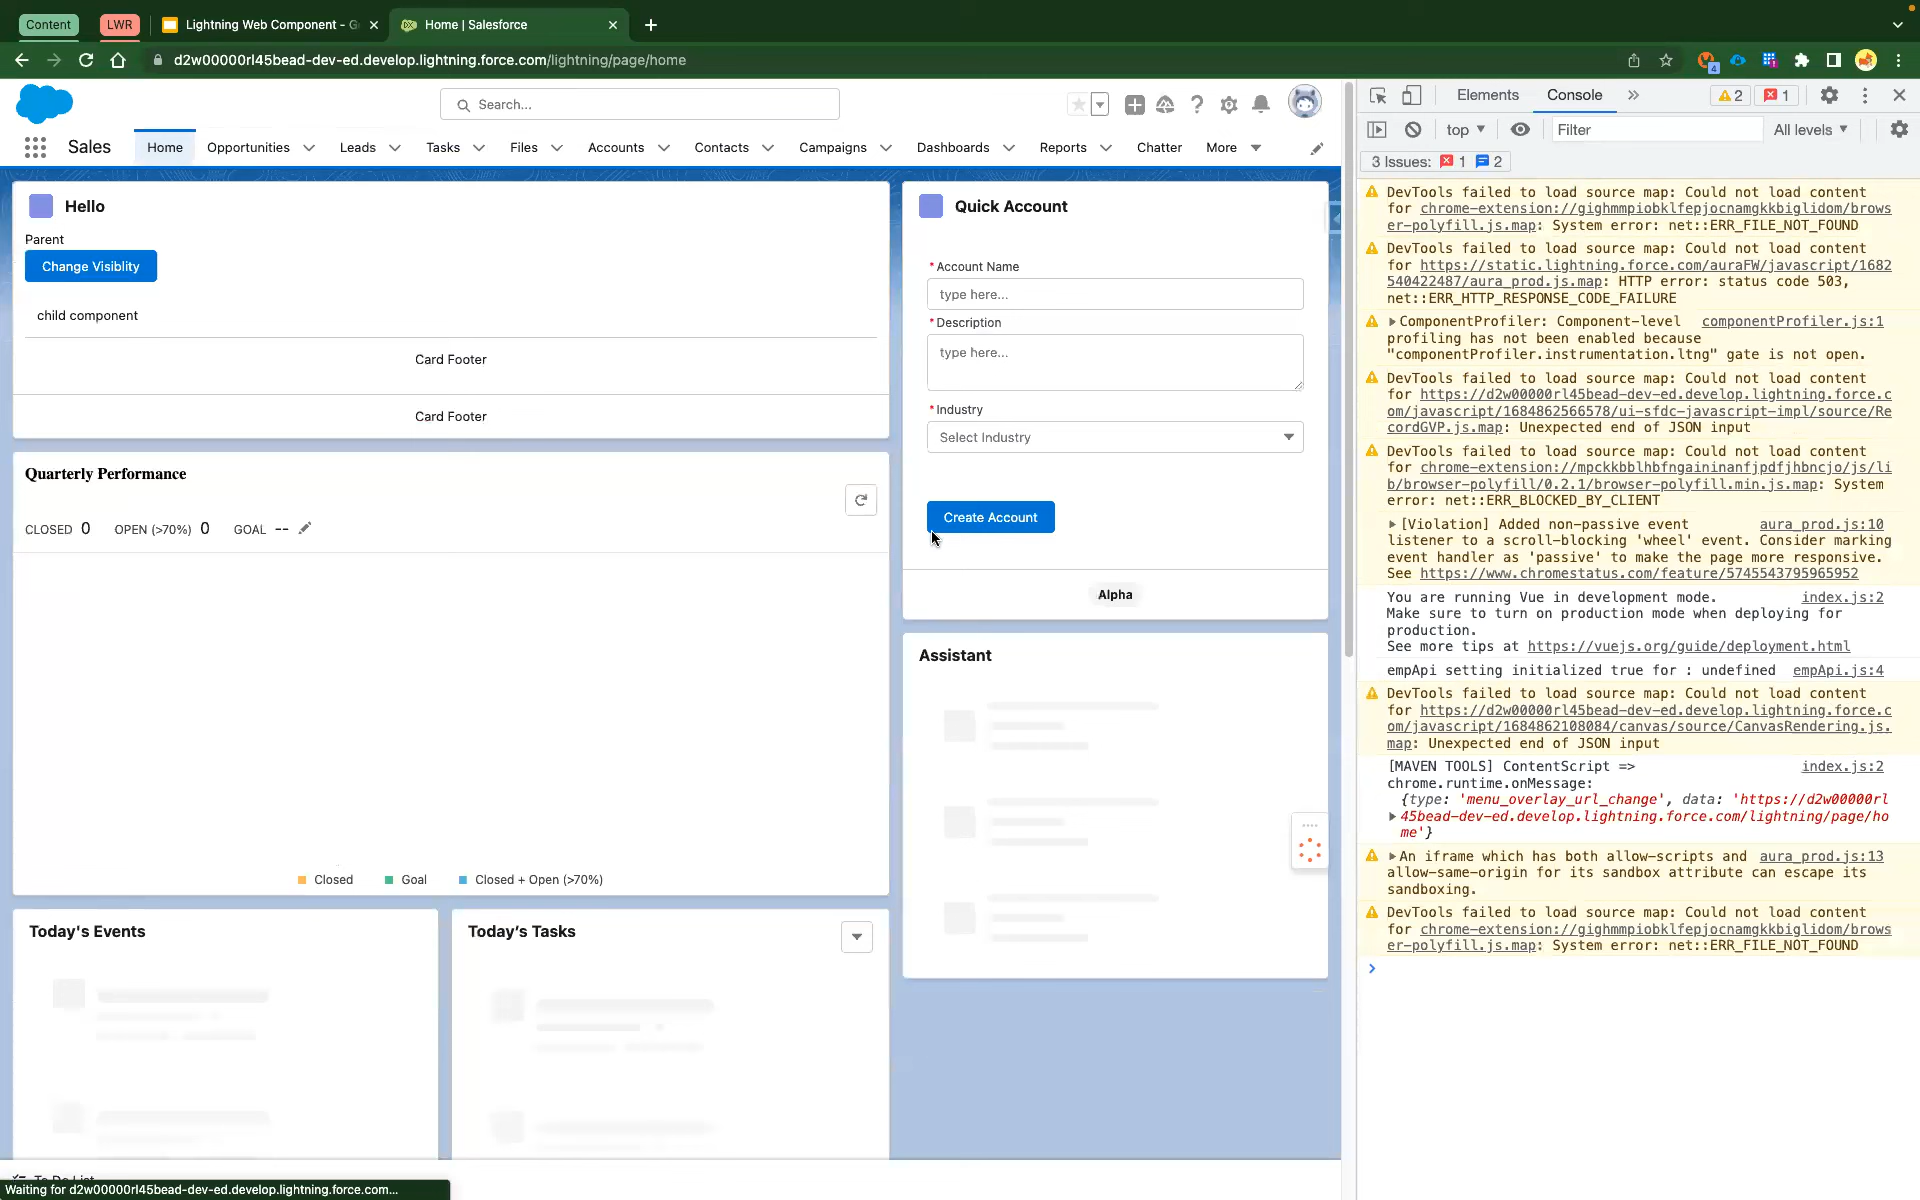 Content
LWR
Lightning Web Component - G
Home | Salesforce
d2w00000rl45bead-dev-ed.develop.lightning.force.com/lightning/page/home
4
Search...
Sales
Home
Opportunities
Leads
Tasks
Files
Accounts
Contacts
Campaigns
Dashboards
Reports
Chatter
More
Hello
Parent
Change Visiblity
child component
Card Footer
Card Footer
Quarterly Performance
CLOSED 0 OPEN (>70%) 0 GOAL --
Closed
Goal
Closed + Open (>70%)
Today's Events
Today’s Tasks
Quick Account
*Account Name
type here...
*Description
type here...
*Industry
Select Industry
Create Account
Alpha
Assistant
Waiting for d2w00000rl45bead-dev-ed.develop.lightning.force.com...
Elements
Console
2
1
top
Filter
All levels
3 Issues: 1 2
DevTools failed to load source map: Could not load content
for chrome-extension://gighmmpiobklfepjocnamgkkbiglidom/brows
er-polyfill.js.map: System error: net::ERR_FILE_NOT_FOUND
DevTools failed to load source map: Could not load content
for https://static.lightning.force.com/auraFW/javascript/1682
540422487/aura_prod.js.map: HTTP error: status code 503,
net::ERR_HTTP_RESPONSE_CODE_FAILURE
ComponentProfiler: Component-level componentProfiler.js:1
profiling has not been enabled because
"componentProfiler.instrumentation.ltng" gate is not open.
DevTools failed to load source map: Could not load content
for https://d2w00000rl45bead-dev-ed.develop.lightning.force.c
om/javascript/1684862566578/ui-sfdc-javascript-impl/source/Re
cordGVP.js.map: Unexpected end of JSON input
DevTools failed to load source map: Could not load content
for chrome-extension://mpckkbblhbfngaininanfjpdfjhbncjo/js/li
b/browser-polyfill/0.2.1/browser-polyfill.min.js.map: System
error: net::ERR_BLOCKED_BY_CLIENT
[Violation] Added non-passive event aura_prod.js:10
listener to a scroll-blocking 'wheel' event. Consider marking
event handler as 'passive' to make the page more responsive.
See https://www.chromestatus.com/feature/5745543795965952
You are running Vue in development mode. index.js:2
Make sure to turn on production mode when deploying for
production.
See more tips at https://vuejs.org/guide/deployment.html
empApi setting initialized true for : undefined empApi.js:4
DevTools failed to load source map: Could not load content
for https://d2w00000rl45bead-dev-ed.develop.lightning.force.c
om/javascript/1684862108084/canvas/source/CanvasRendering.js.
map: Unexpected end of JSON input
[MAVEN TOOLS] ContentScript => index.js:2
chrome.runtime.onMessage:
{type: 'menu_overlay_url_change', data: 'https://d2w00000rl
45bead-dev-ed.develop.lightning.force.com/lightning/page/ho
me'}
An iframe which has both allow-scripts and aura_prod.js:13
allow-same-origin for its sandbox attribute can escape its
sandboxing.
DevTools failed to load source map: Could not load content
for chrome-extension://gighmmpiobklfepjocnamgkkbiglidom/brows
er-polyfill.js.map: System error: net::ERR_FILE_NOT_FOUND